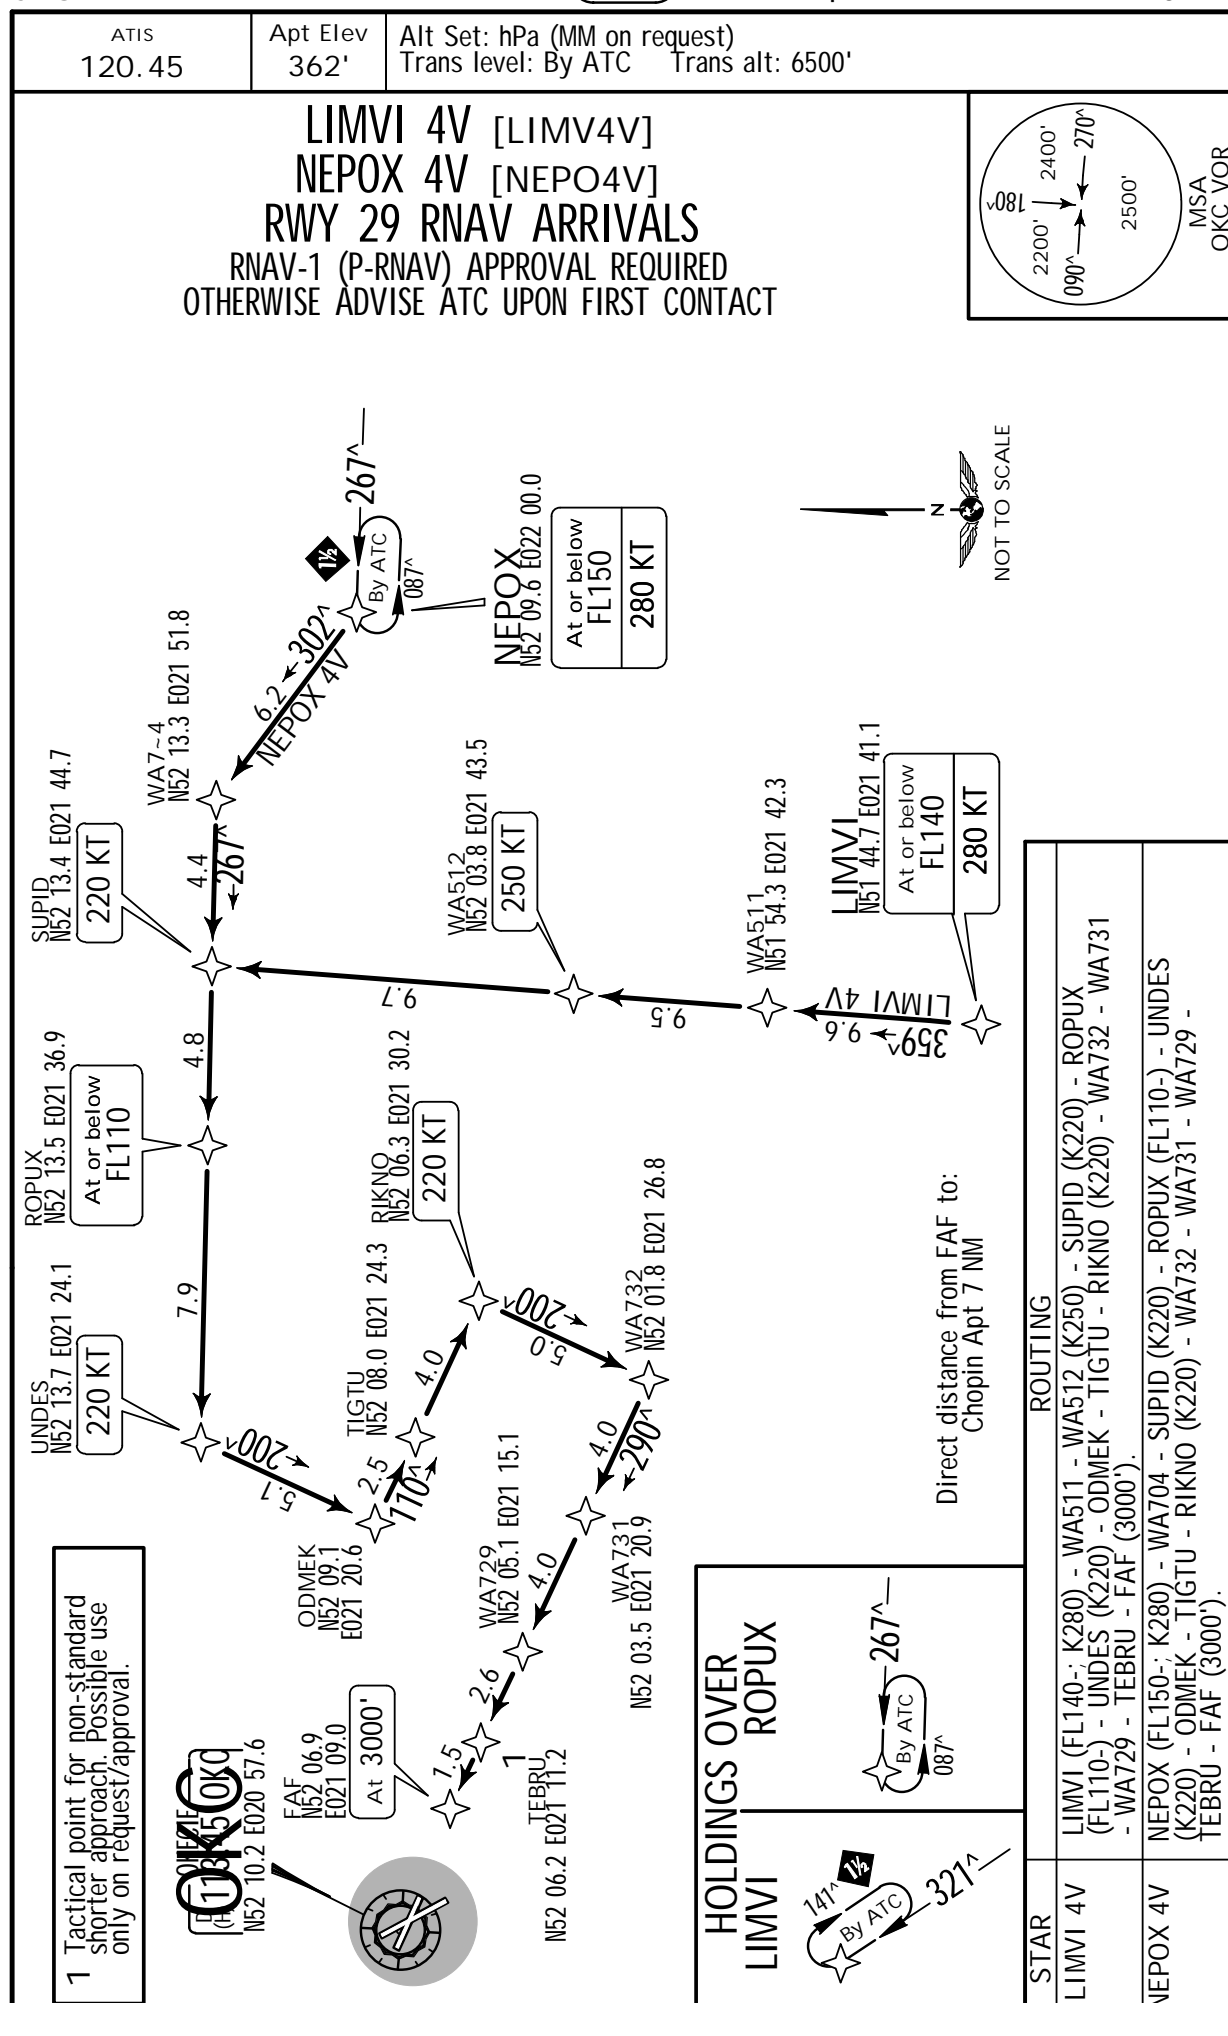 ATIS
120.45
Apt Elev
362'
Alt Set: hPa (MM on request)
Trans level: By ATC Trans alt: 6500'
LIMVI 4V [LIMV4V]
NEPOX 4V [NEPO4V]
RWY 29 RNAV ARRIVALS
RNAV-1 (P-RNAV) APPROVAL REQUIRED
OTHERWISE ADVISE ATC UPON FIRST CONTACT
270^
2400'
180^
2500'
2200'
090^
MSA
OKC VOR
267^
1½
By ATC
087^
NEPOX
N52 09.6 E022 00.0
At or below
FL150
280 KT
N
NOT TO SCALE
302^
6.2
NEPOX 4V
WA7~4
N52 13.3 E021 51.8
4.4
267^
SUPID
N52 13.4 E021 44.7
220 KT
WA512
N52 03.8 E021 43.5
250 KT
WA511
N51 54.3 E021 42.3
LIMVI
N51 44.7 E021 41.1
At or below
FL140
280 KT
9.7
9.5
LIMVI 4V
359^
9.6
4.8
ROPUX
N52 13.5 E021 36.9
At or below
FL110
7.9
UNDES
N52 13.7 E021 24.1
220 KT
200^
5.1
RIKNO
N52 06.3 E021 30.2
220 KT
TIGTU
N52 08.0 E021 24.3
4.0
2.5
110^
ODMEK
N52 09.1
E021 20.6
200^
5.0
WA732
N52 01.8 E021 26.8
4.0
290^
WA731
N52 03.5 E021 20.9
4.0
WA729
N52 05.1 E021 15.1
2.6
1
TEBRU
N52 06.2 E021 11.2
1.5
FAF
N52 06.9
E021 09.0
At 3000'
Direct distance from FAF to:
Chopin Apt 7 NM
1 Tactical point for non-standard
shorter approach. Possible use
only on request/approval.
OKC
N52 10.2 E020 57.6
HOLDINGS OVER
LIMVI
ROPUX
141^
1½
By ATC
321^
267^
By ATC
087^
STAR
ROUTING
LIMVI 4V
LIMVI (FL140-; K280) - WA511 - WA512 (K250) - SUPID (K220) - ROPUX
(FL110-) - UNDES (K220) - ODMEK - TIGTU - RIKNO (K220) - WA732 - WA731
- WA729 - TEBRU - FAF (3000').
NEPOX 4V
NEPOX (FL150-; K280) - WA704 - SUPID (K220) - ROPUX (FL110-) - UNDES
(K220) - ODMEK - TIGTU - RIKNO (K220) - WA732 - WA731 - WA729 -
TEBRU - FAF (3000').